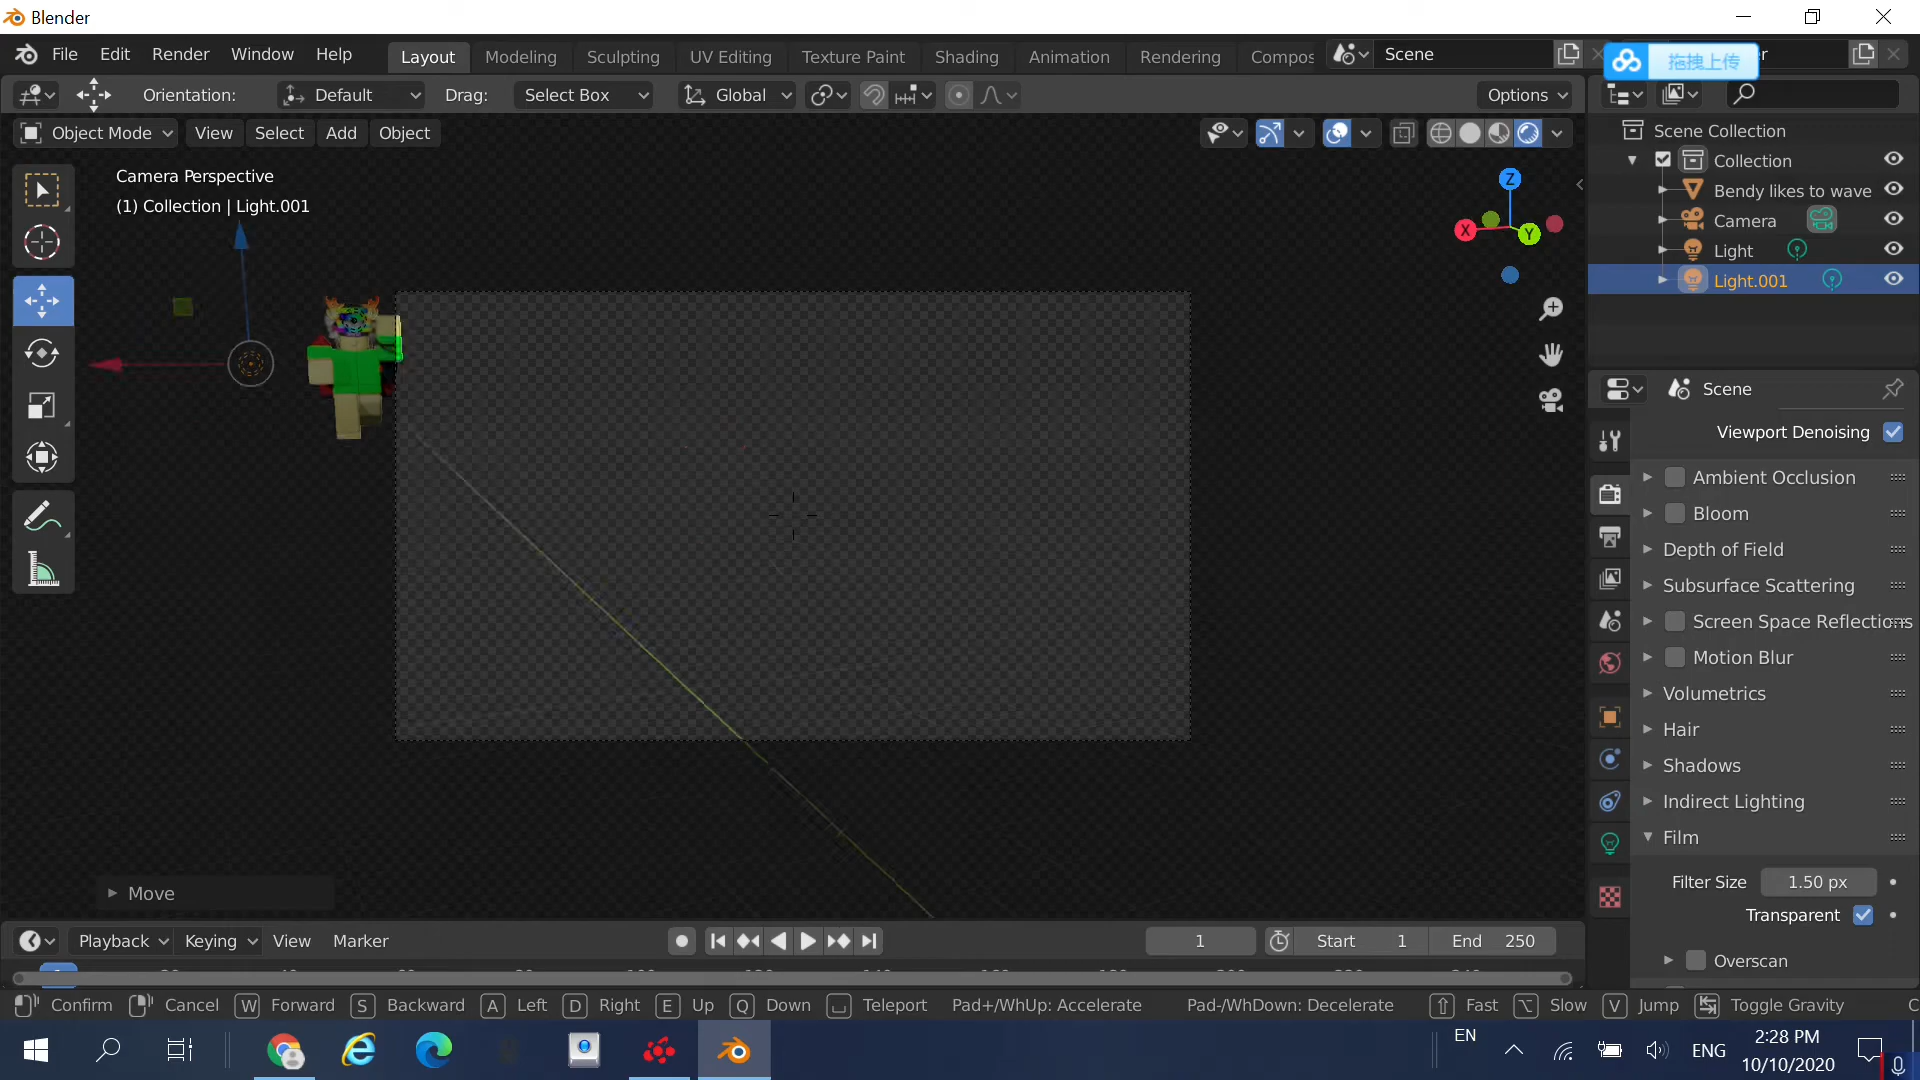 Blender
File Edit Render Window Help Layout Modeling Sculpting UV Editing Texture Paint Shading Animation Rendering Compos Scene 拖拽上传
Orientation: Default Drag: Select Box Global Options
Object Mode View Select Add Object
Scene Collection
Collection
Bendy likes to wave
Camera
Light
Light.001
Camera Perspective
(1) Collection | Light.001
Z
X
Y
Scene
Viewport Denoising
Ambient Occlusion
Bloom
Depth of Field
Subsurface Scattering
Screen Space Reflections
Motion Blur
Volumetrics
Hair
Shadows
Indirect Lighting
Film
Filter Size 1.50 px
Transparent
Overscan
Move
Playback Keying View Marker 1 Start 1 End 250
Confirm Cancel W Forward S Backward A Left D Right E Up Q Down Teleport Pad+/WhUp: Accelerate Pad-/WhDown: Decelerate Fast Slow V Jump Toggle Gravity
EN
ENG
2:28 PM
10/10/2020